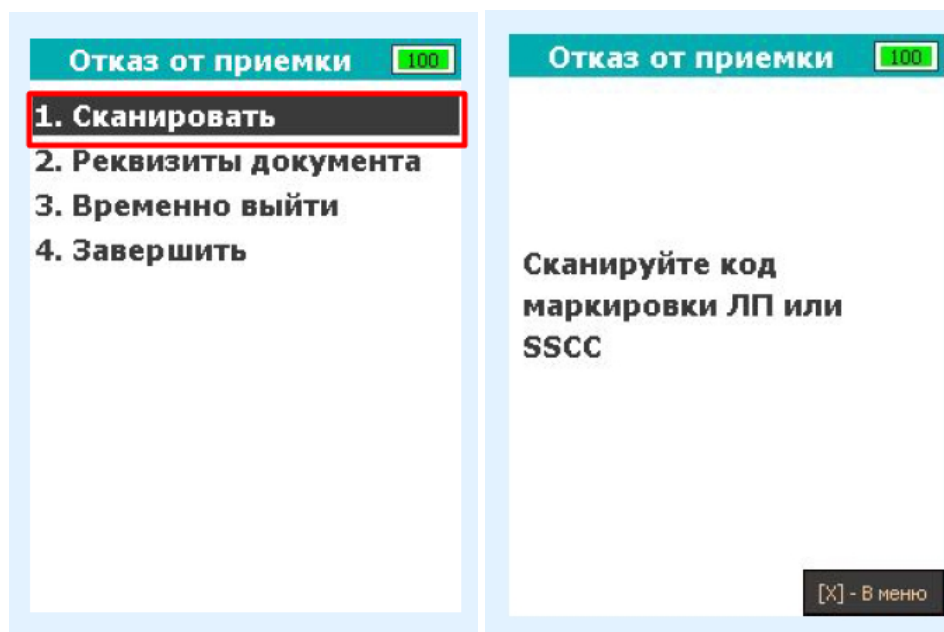 Отказ от приемки 100
1. Сканировать
2. Реквизиты документа
3. Временно выйти
4. Завершить
Отказ от приемки 100
Сканируйте код
маркировки ЛП или
SSCC
[X] - В меню